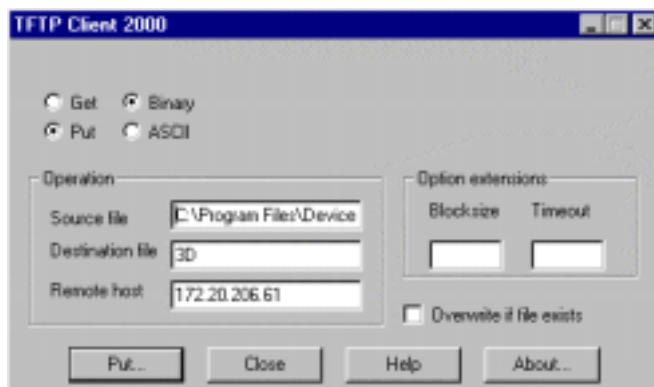 TFTP Client 2000
Get Binary
Put ASCII
Operation
Source file C:\Program Files\Device
Destination file 3D
Remote host 172.20.206.61
Option extensions
Blocksize Timeout
Overwrite if file exists
Put... Close Help About...